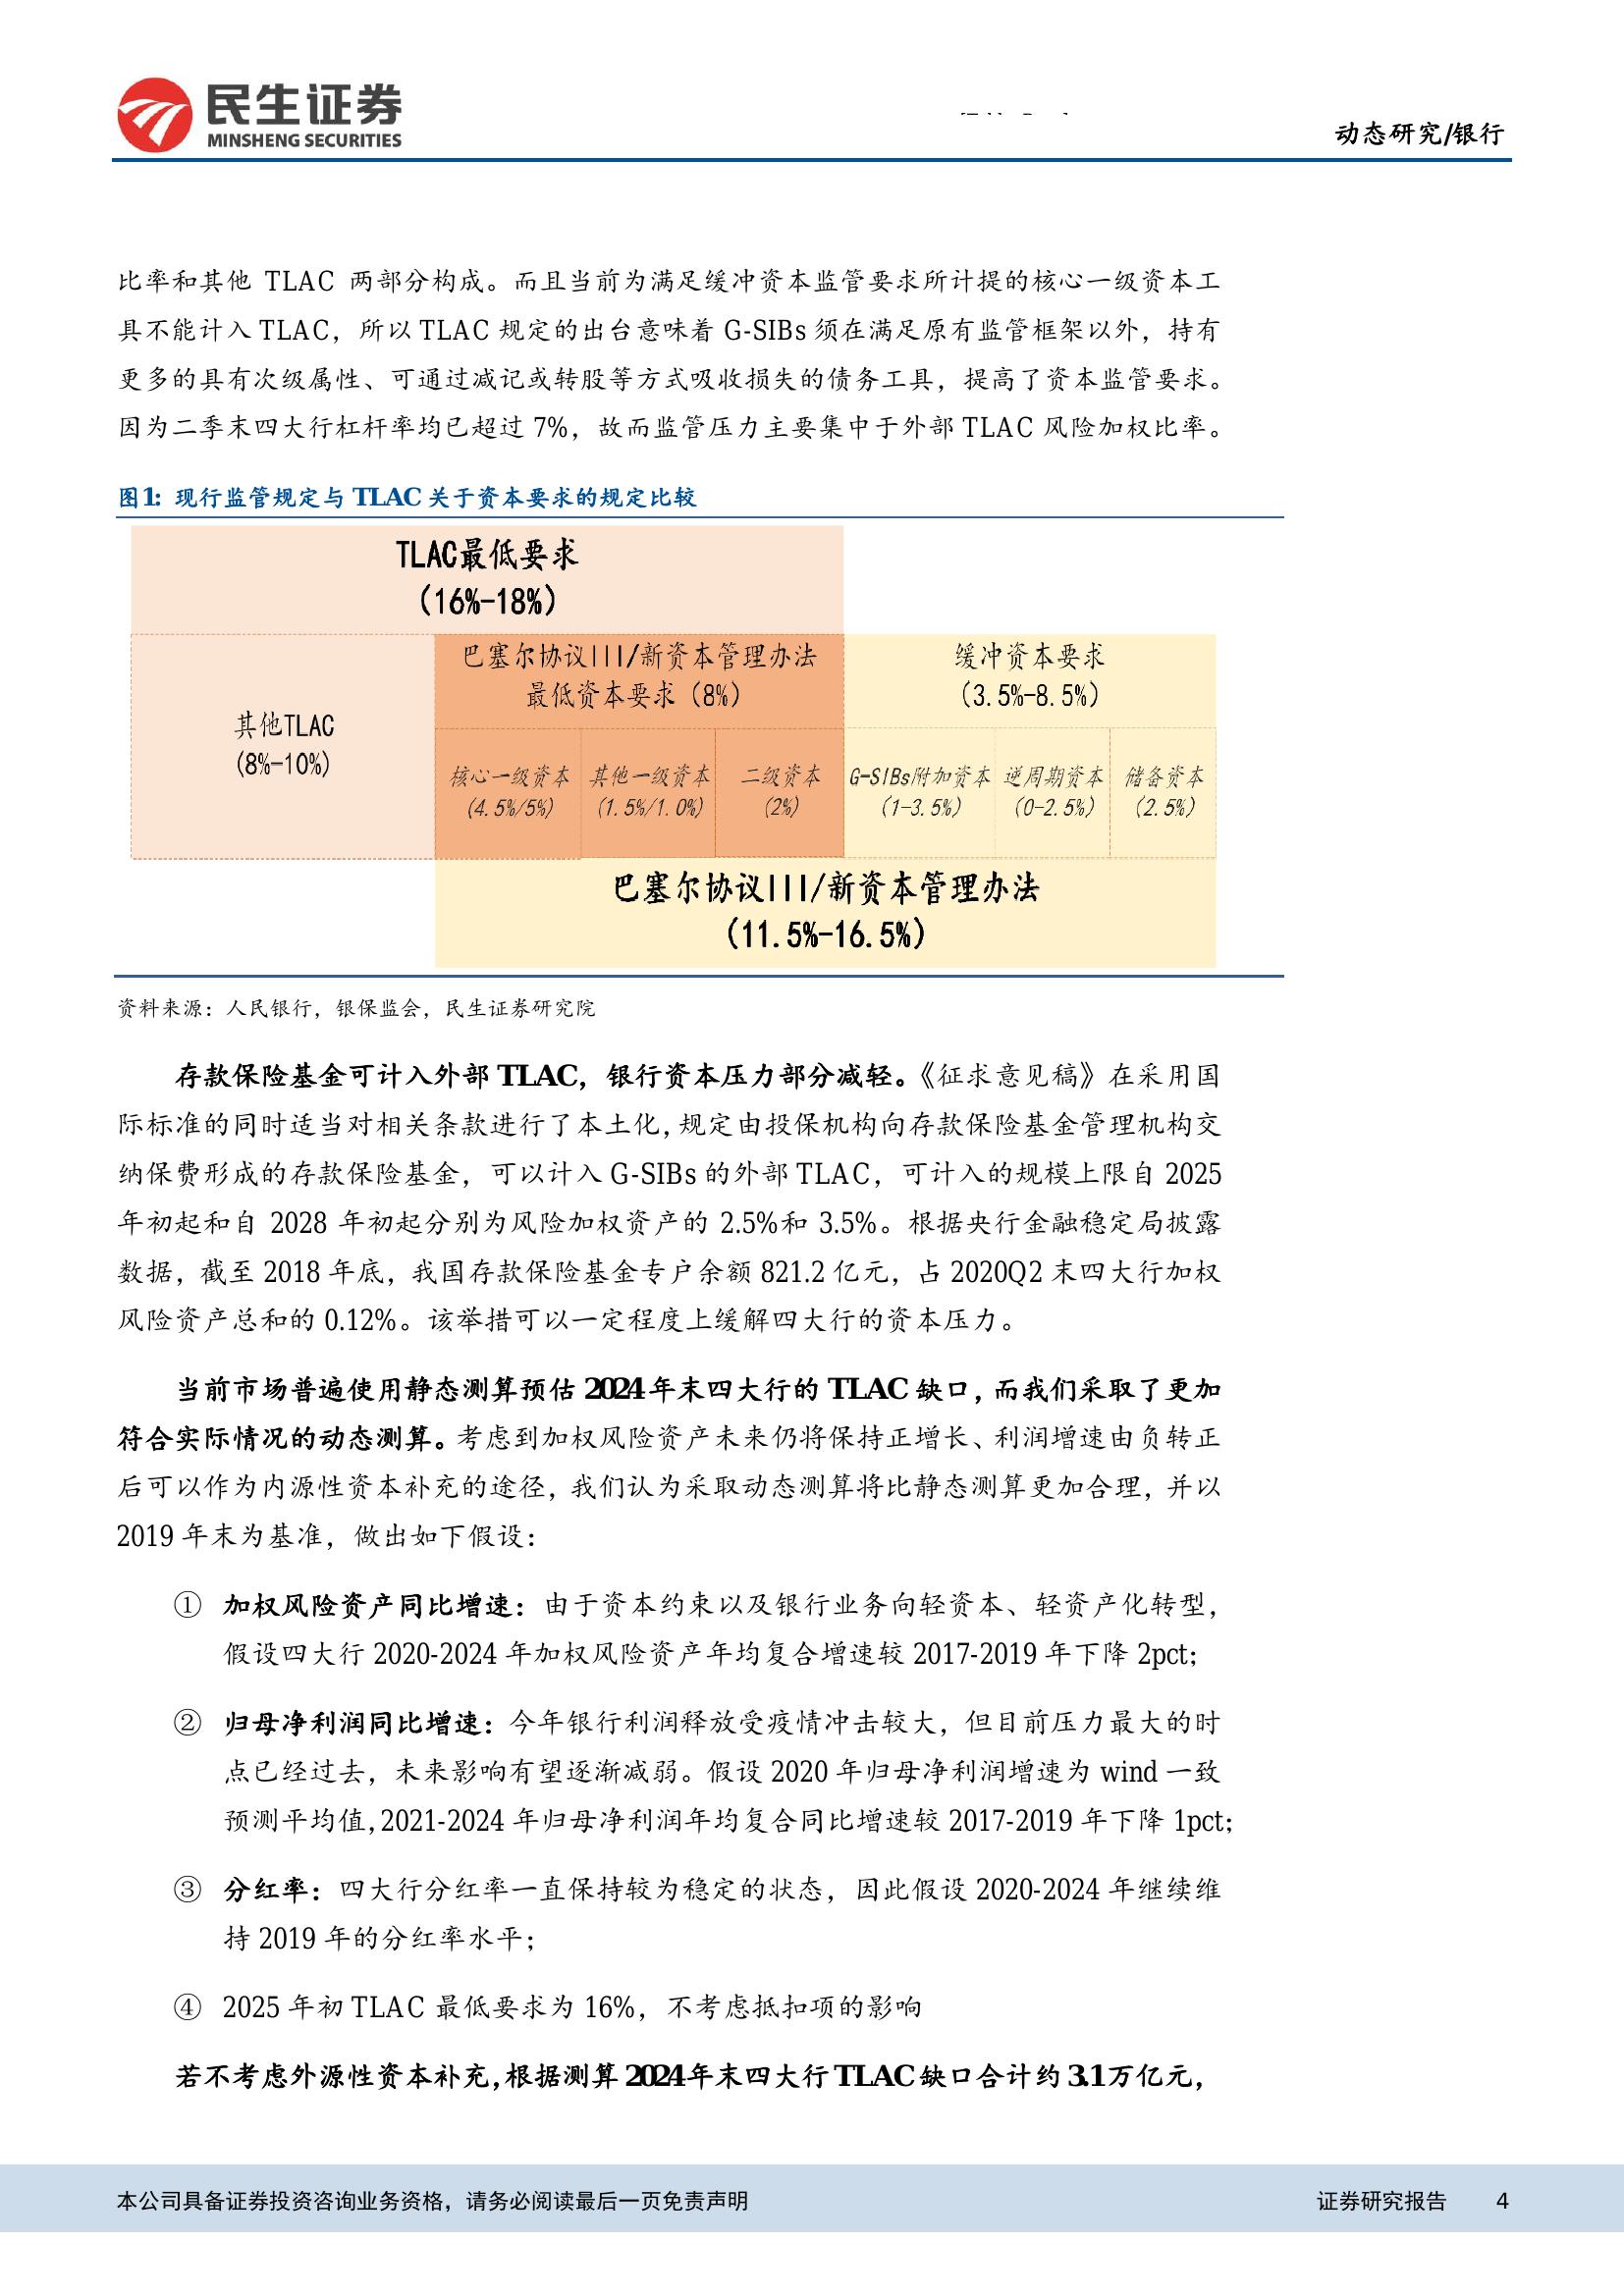 民生证券
MINSHENG SECURITIES
动态研究/银行
比率和其他 TLAC 两部分构成。而且当前为满足缓冲资本监管要求所计提的核心一级资本工
具不能计入 TLAC，所以 TLAC 规定的出台意味着 G-SIBs 须在满足原有监管框架以外，持有
更多的具有次级属性、可通过减记或转股等方式吸收损失的债务工具，提高了资本监管要求。
因为二季末四大行杠杆率均已超过 7%，故而监管压力主要集中于外部 TLAC 风险加权比率。
图1：现行监管规定与 TLAC 关于资本要求的规定比较
TLAC最低要求
（16%-18%）
其他TLAC
(8%-10%)
巴塞尔协议III/新资本管理办法
最低资本要求（8%）
缓冲资本要求
（3.5%-8.5%）
核心一级资本
(4.5%/5%)
其他一级资本
(1.5%/1.0%)
二级资本
(2%)
G-SIBs附加资本
(1-3.5%)
逆周期资本
(0-2.5%)
储备资本
(2.5%)
巴塞尔协议III/新资本管理办法
（11.5%-16.5%）
资料来源：人民银行，银保监会，民生证券研究院
存款保险基金可计入外部 TLAC，银行资本压力部分减轻。《征求意见稿》在采用国
际标准的同时适当对相关条款进行了本土化，规定由投保机构向存款保险基金管理机构交
纳保费形成的存款保险基金，可以计入 G-SIBs 的外部 TLAC，可计入的规模上限自 2025
年初起和自 2028 年初起分别为风险加权资产的 2.5%和 3.5%。根据央行金融稳定局披露
数据，截至 2018 年底，我国存款保险基金专户余额 821.2 亿元，占 2020Q2 末四大行加权
风险资产总和的 0.12%。该举措可以一定程度上缓解四大行的资本压力。
当前市场普遍使用静态测算预估 2024 年末四大行的 TLAC 缺口，而我们采取了更加
符合实际情况的动态测算。考虑到加权风险资产未来仍将保持正增长、利润增速由负转正
后可以作为内源性资本补充的途径，我们认为采取动态测算将比静态测算更加合理，并以
2019 年末为基准，做出如下假设：
① 加权风险资产同比增速：由于资本约束以及银行业务向轻资本、轻资产化转型，
假设四大行 2020-2024 年加权风险资产年均复合增速较 2017-2019 年下降 2pct；
② 归母净利润同比增速：今年银行利润释放受疫情冲击较大，但目前压力最大的时
点已经过去，未来影响有望逐渐减弱。假设 2020 年归母净利润增速为 wind 一致
预测平均值，2021-2024 年归母净利润年均复合同比增速较 2017-2019 年下降 1pct；
③ 分红率：四大行分红率一直保持较为稳定的状态，因此假设 2020-2024 年继续维
持 2019 年的分红率水平；
④ 2025 年初 TLAC 最低要求为 16%，不考虑抵扣项的影响
若不考虑外源性资本补充，根据测算 2024 年末四大行 TLAC 缺口合计约 3.1 万亿元，
本公司具备证券投资咨询业务资格，请务必阅读最后一页免责声明
证券研究报告 4